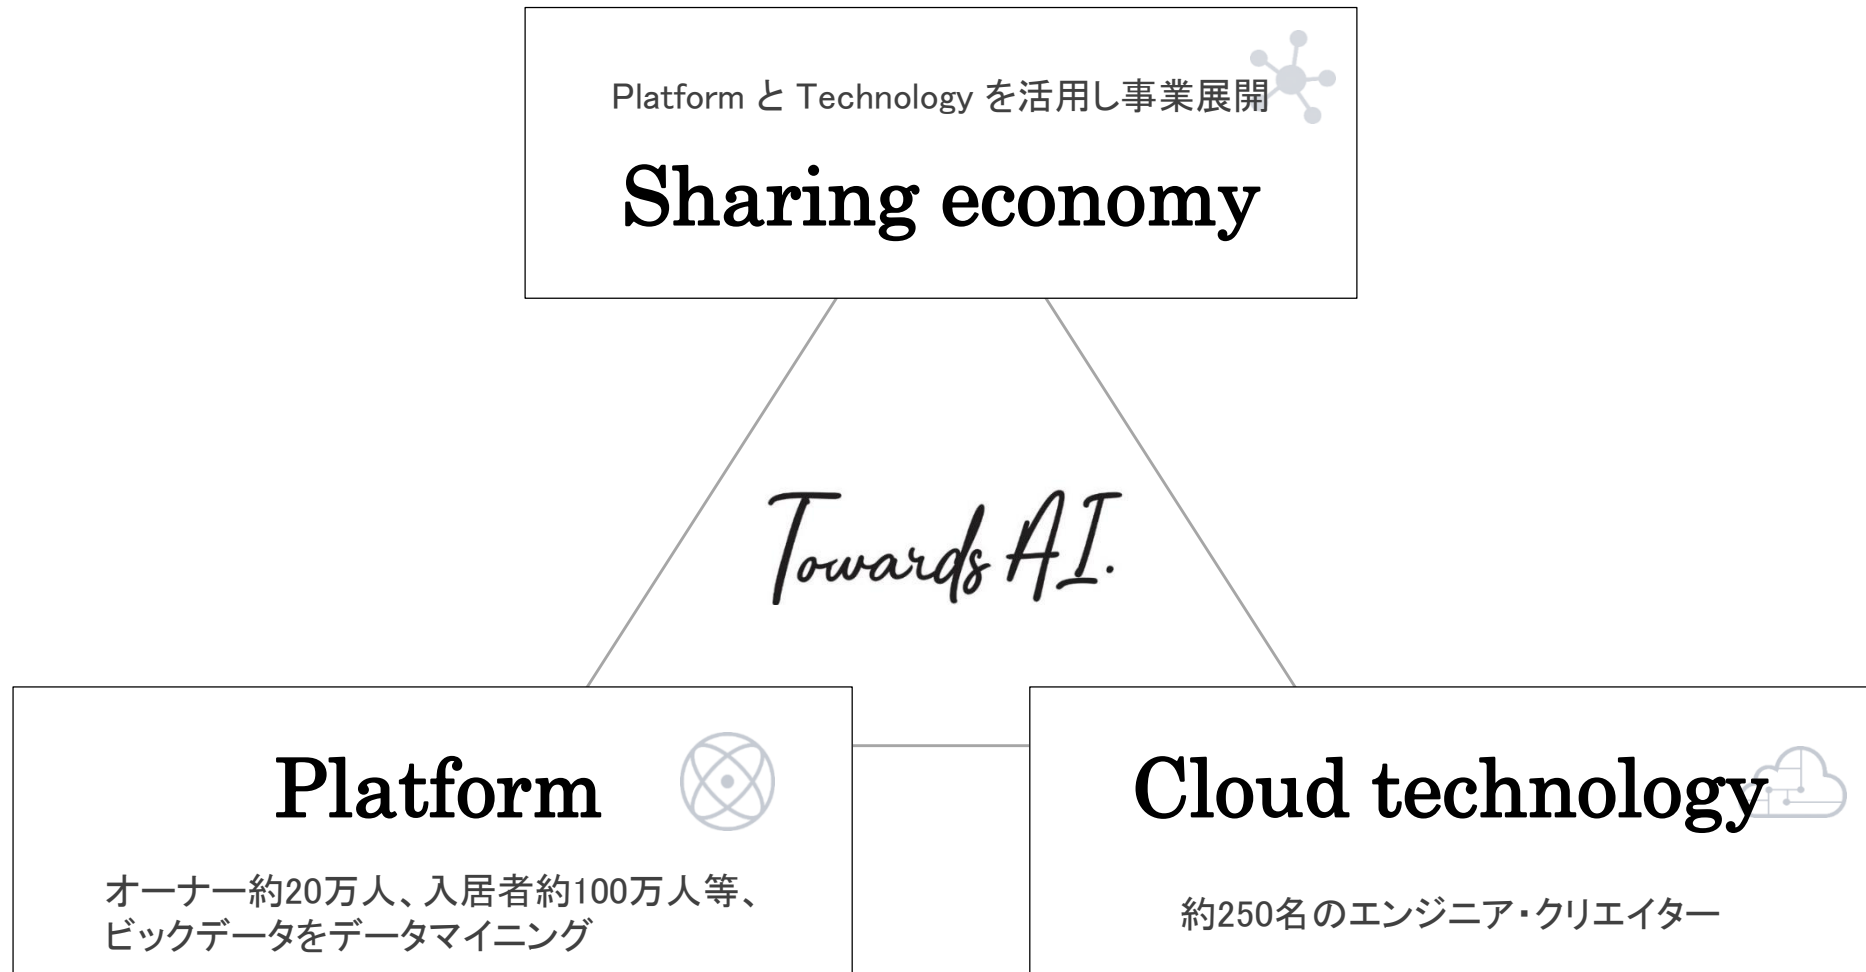 Platform と Technology を活用し事業展開
Sharing economy
Towards AI.
Platform
オーナー約20万人、入居者約100万人等、
ビックデータをデータマイニング
Cloud technology
約250名のエンジニア・クリエイター